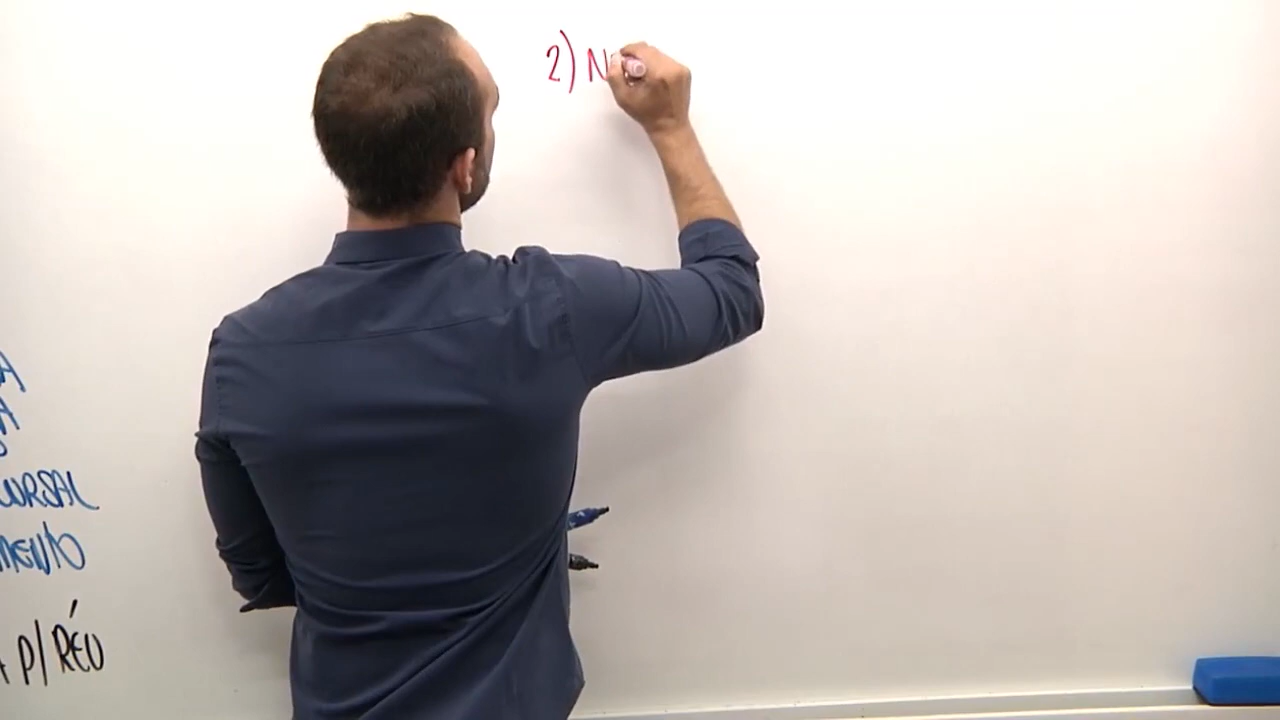 2) N
A
A
URSAL
MENTO
P/ RÉU